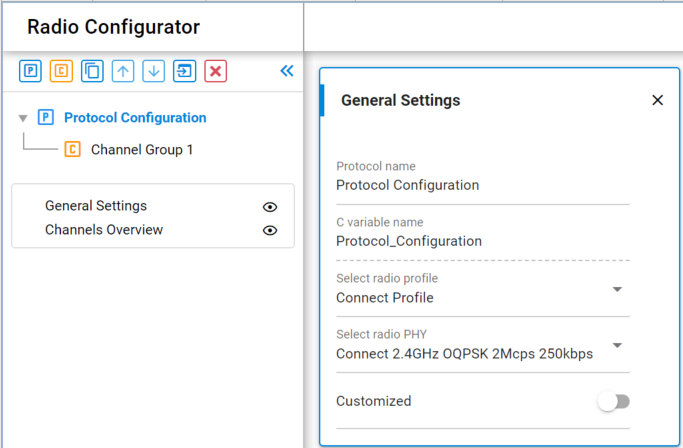 Radio Configurator
P
C
Protocol Configuration
P
C
Channel Group 1
General Settings
Channels Overview
General Settings
Protocol name
Protocol Configuration
C variable name
Protocol_Configuration
Select radio profile
Connect Profile
Select radio PHY
Connect 2.4GHz OQPSK 2Mcps 250kbps
Customized